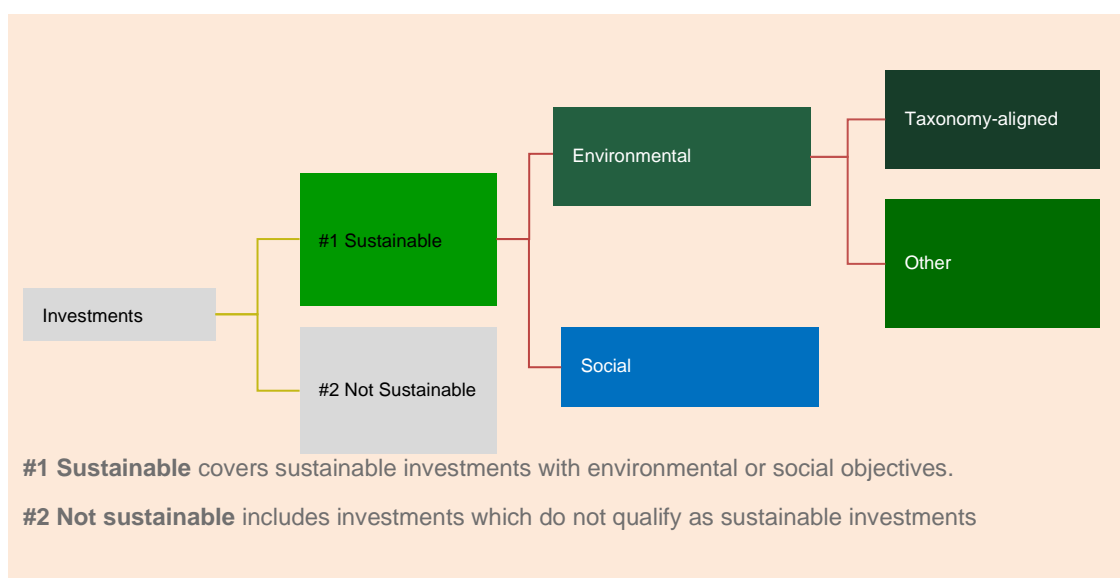 Taxonomy-aligned
Environmental
#1 Sustainable
Other
Investments
Social
#2 Not Sustainable
#1 Sustainable covers sustainable investments with environmental or social objectives.
#2 Not sustainable includes investments which do not qualify as sustainable investments